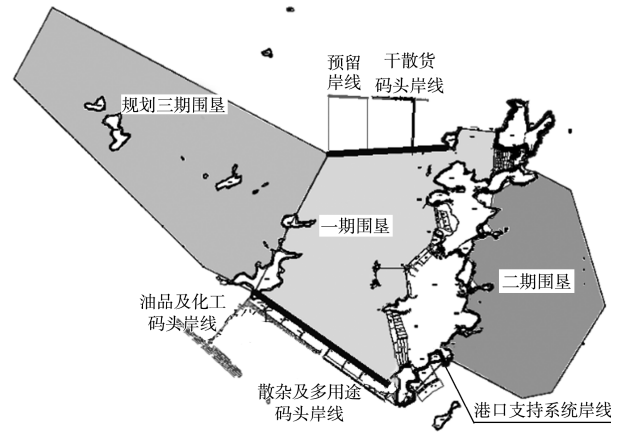 预留
岸线
干散货
码头岸线
规划三期围垦
一期围垦
二期围垦
油品及化工
码头岸线
散杂及多用途
码头岸线
港口支持系统岸线